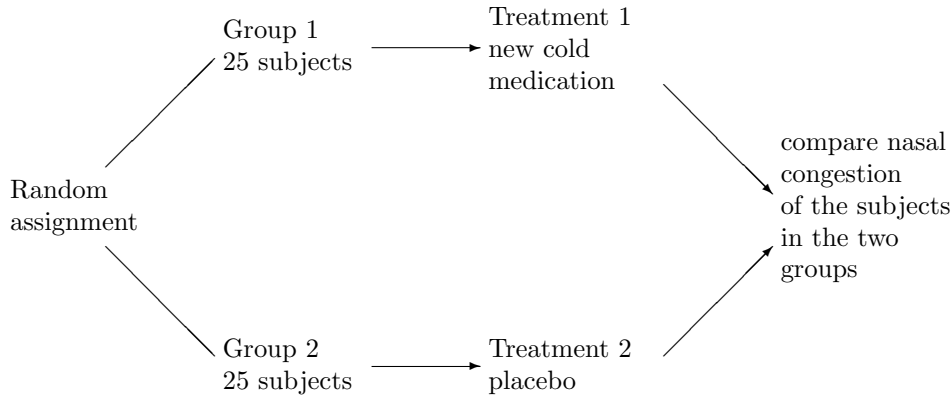 Random
assignment
Group 1
25 subjects
Treatment 1
new cold
medication
Group 2
25 subjects
Treatment 2
placebo
compare nasal
congestion
of the subjects
in the two
groups